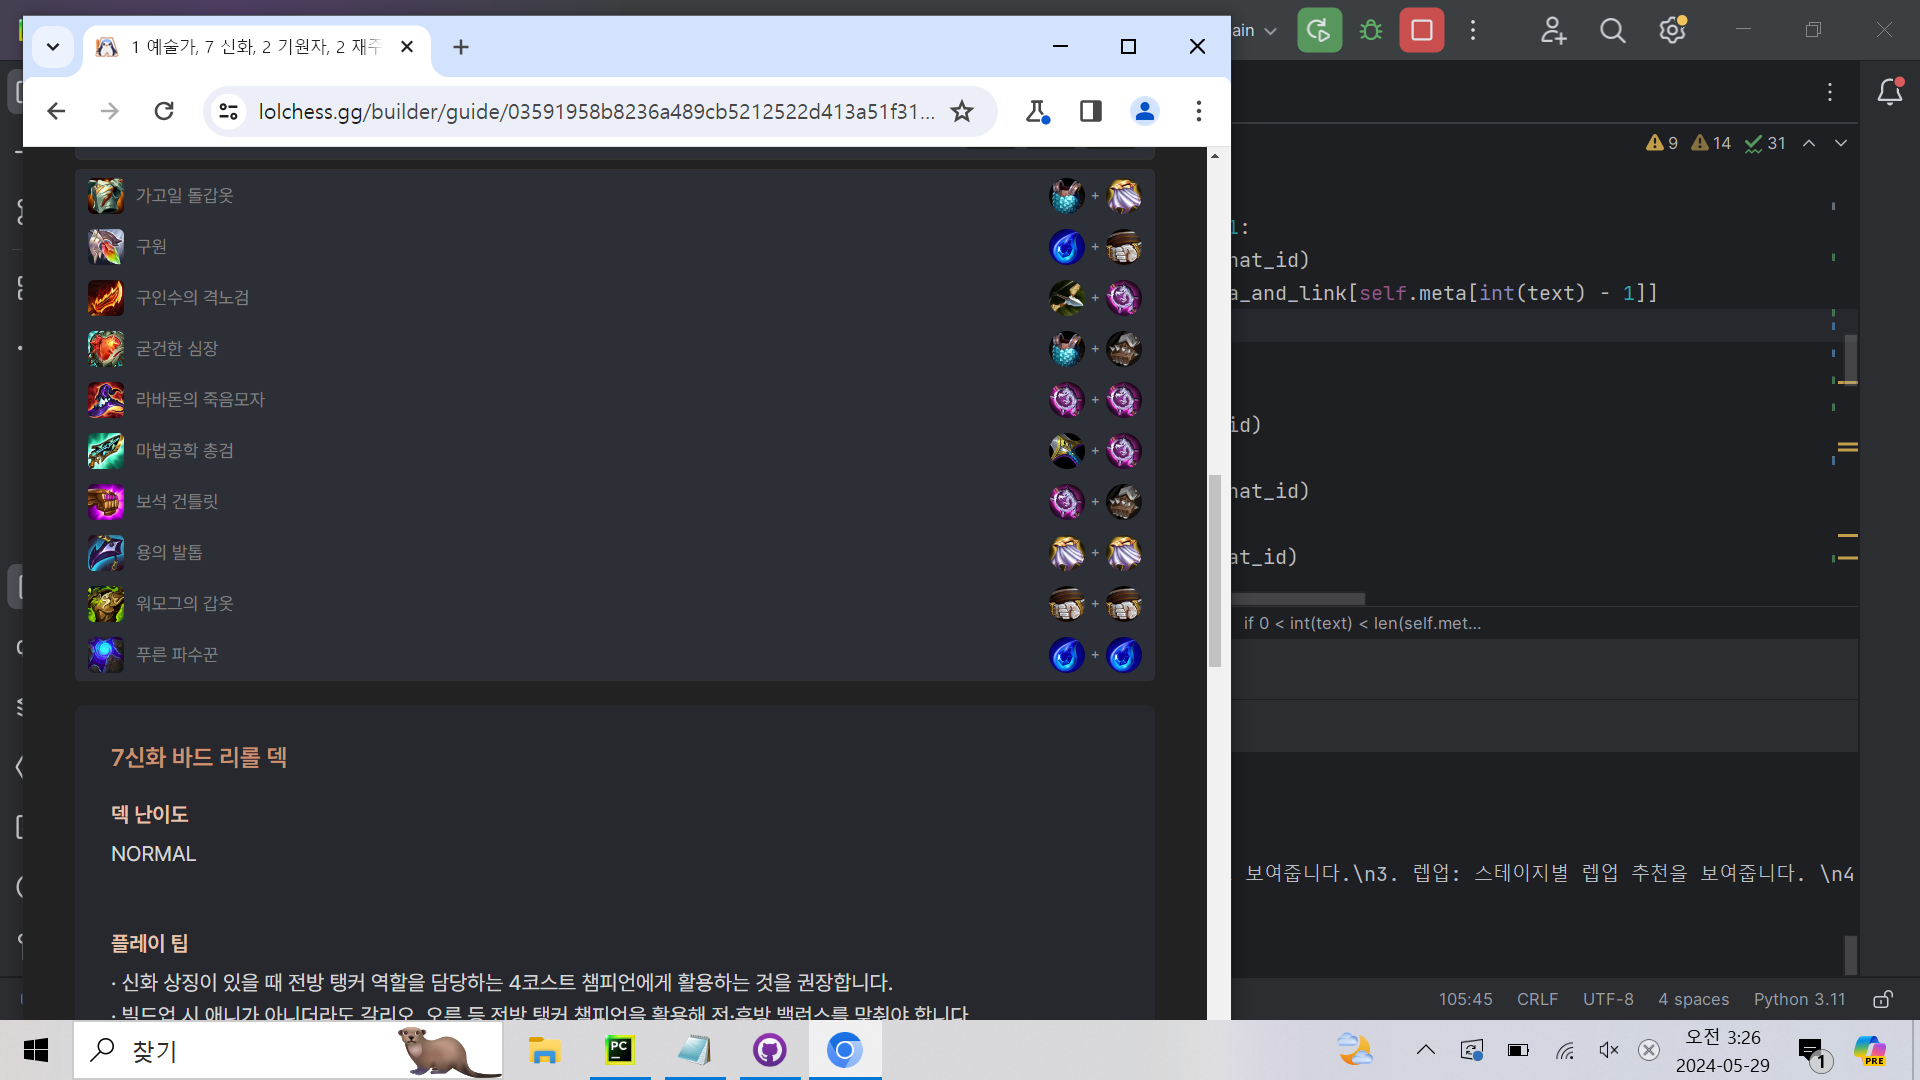 1 예술가, 7 신화, 2 기원자, 2 재주
lolchess.gg/builder/guide/03591958b8236a489cb5212522d413a51f31...
가고일 돌갑옷 +
구원 +
구인수의 격노검 +
굳건한 심장 +
라바돈의 죽음모자 +
마법공학 총검 +
보석 건틀릿 +
용의 발톱 +
워모그의 갑옷 +
푸른 파수꾼 +
7신화 바드 리롤 덱
덱 난이도
NORMAL
플레이 팁
· 신화 상징이 있을 때 전방 탱커 역할을 담당하는 4코스트 챔피언에게 활용하는 것을 권장합니다.
· 빌드업 시 애니가 아니더라도 갈리오, 오른 등 전방 탱커 챔피언을 활용해 전·후방 밸런스를 맞춰야 합니다
ain
9 14 31
1:
hat_id)
a_and_link[self.meta[int(text) - 1]]
id)
hat_id)
at_id)
if 0 < int(text) < len(self.met...
보여줍니다.\n3. 렙업: 스테이지별 렙업 추천을 보여줍니다. \n4
105:45 CRLF UTF-8 4 spaces Python 3.11
찾기
PC
오전 3:26
2024-05-29
1
PRE